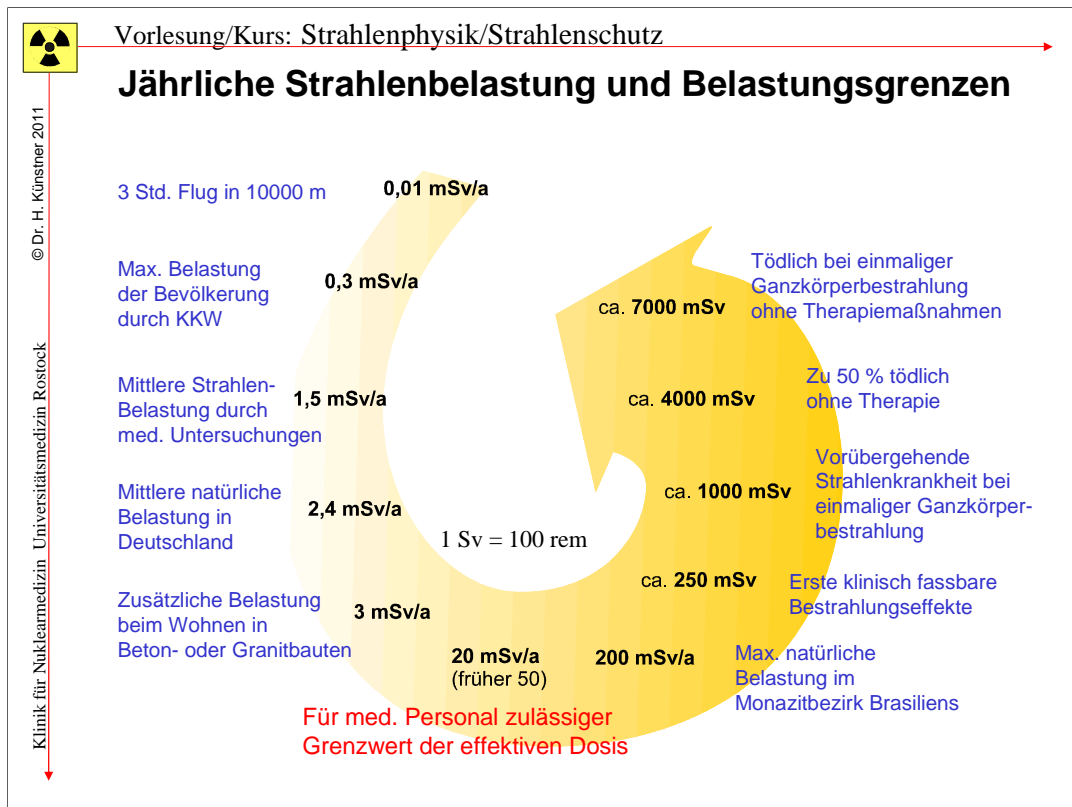 Vorlesung/Kurs: Strahlenphysik/Strahlenschutz
Jährliche Strahlenbelastung und Belastungsgrenzen
© Dr. H. Künstner 2011
Klinik für Nuklearmedizin Universitätsmedizin Rostock
3 Std. Flug in 10000 m
0,01 mSv/a
Max. Belastung
der Bevölkerung
durch KKW
0,3 mSv/a
Mittlere Strahlen-
Belastung durch
med. Untersuchungen
1,5 mSv/a
Mittlere natürliche
Belastung in
Deutschland
2,4 mSv/a
Zusätzliche Belastung
beim Wohnen in
Beton- oder Granitbauten
3 mSv/a
20 mSv/a
(früher 50)
Für med. Personal zulässiger
Grenzwert der effektiven Dosis
1 Sv = 100 rem
200 mSv/a
Max. natürliche
Belastung im
Monazitbezirk Brasiliens
ca. 250 mSv
Erste klinisch fassbare
Bestrahlungseffekte
ca. 1000 mSv
Vorübergehende
Strahlenkrankheit bei
einmaliger Ganzkörper-
bestrahlung
ca. 4000 mSv
Zu 50 % tödlich
ohne Therapie
ca. 7000 mSv
Tödlich bei einmaliger
Ganzkörperbestrahlung
ohne Therapiemaßnahmen